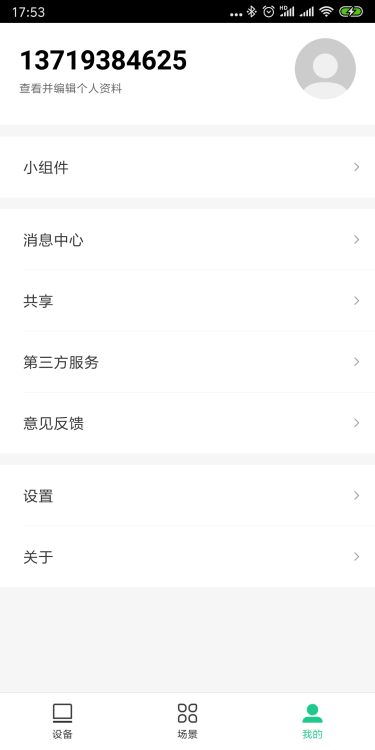 17:53
HD
13719384625
查看并编辑个人资料
小组件
消息中心
共享
第三方服务
意见反馈
设置
关于
设备
场景
我的